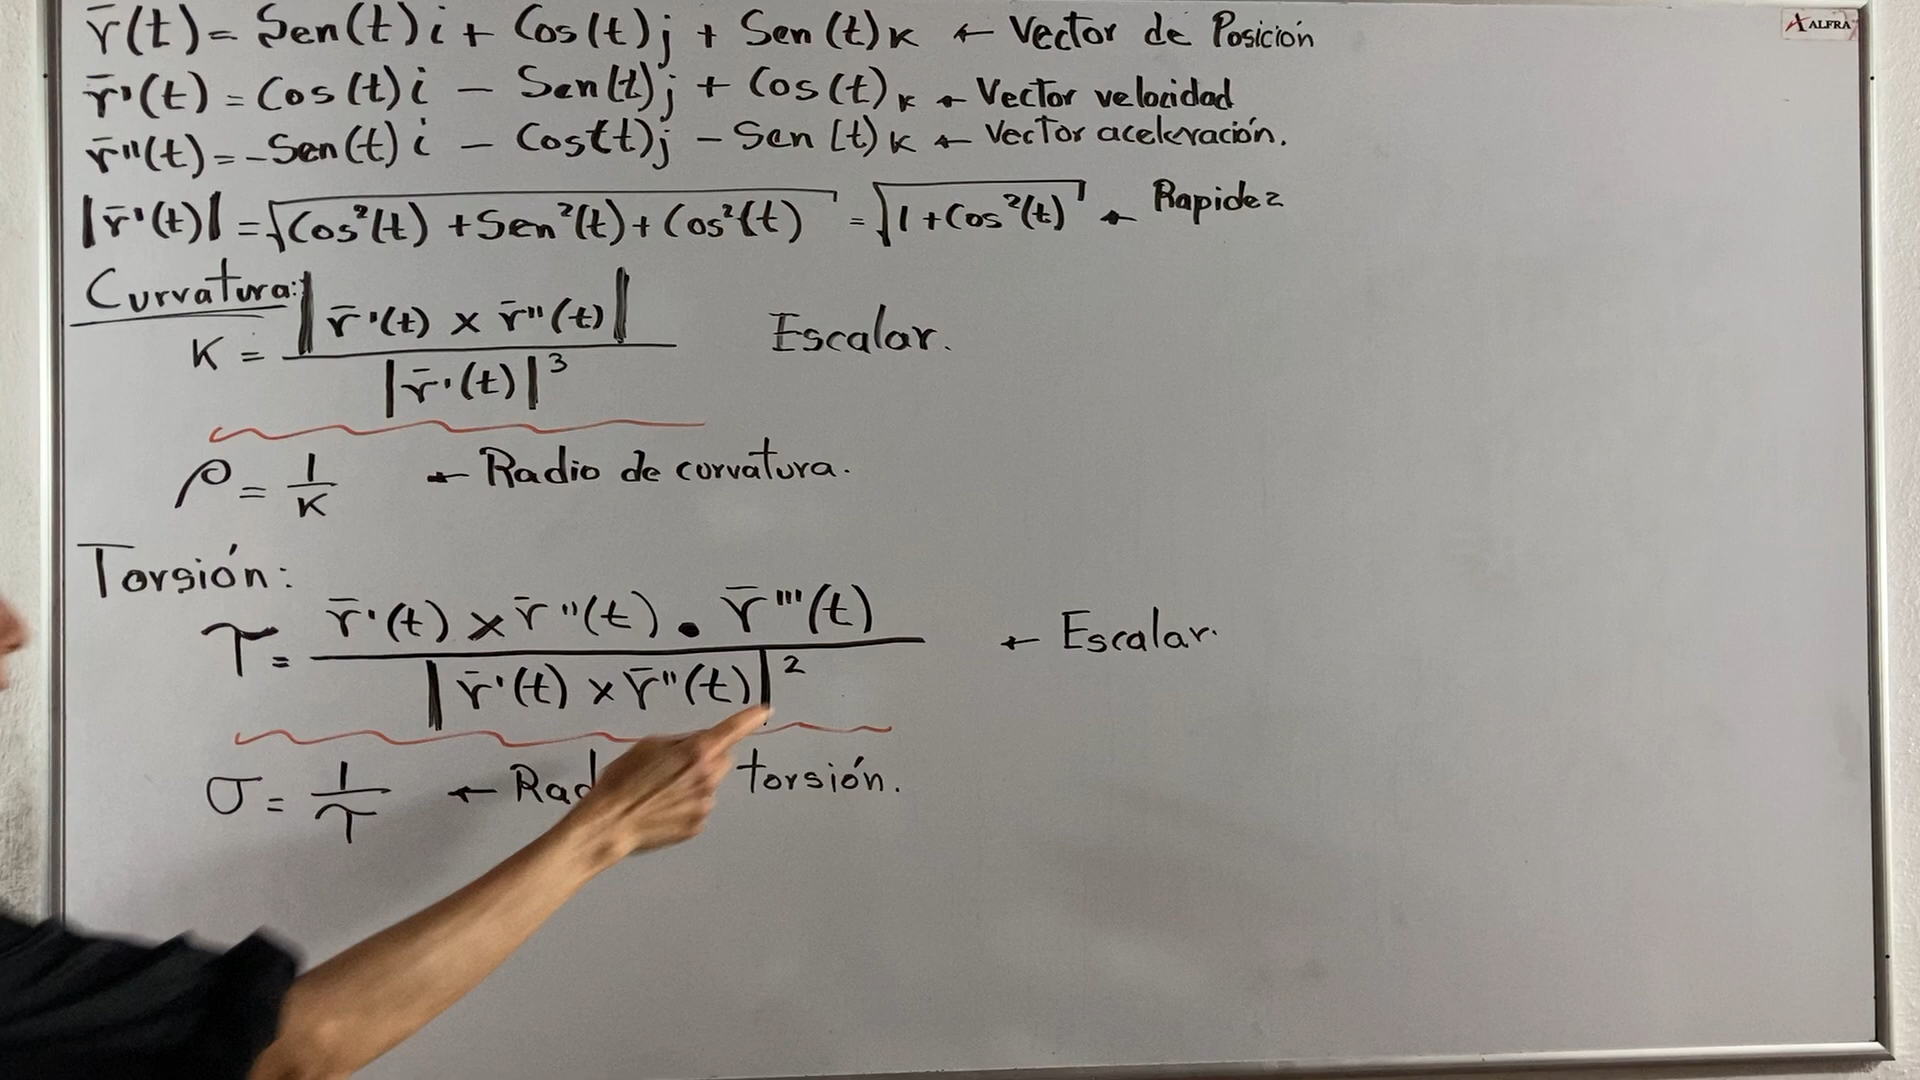 r̄(t) = Sen(t)i + Cos(t)j + Sen(t)k ← Vector de Posición
r̄'(t) = Cos(t)i - Sen(t)j + Cos(t)k ← Vector velocidad
r̄''(t) = -Sen(t)i - Cos(t)j - Sen(t)k ← Vector aceleración.
|r̄'(t)| = √(Cos²(t) + Sen²(t) + Cos²(t)) = √(1 + Cos²(t)) ← Rapidez
Curvatura:
K = |r̄'(t) × r̄''(t)| / |r̄'(t)|³ Escalar.
ρ = 1/K ← Radio de curvatura.
Torsión:
τ = r̄'(t) × r̄''(t) • r̄'''(t) / |r̄'(t) × r̄''(t)|² ← Escalar.
σ = 1/τ ← torsión.
ALFRA